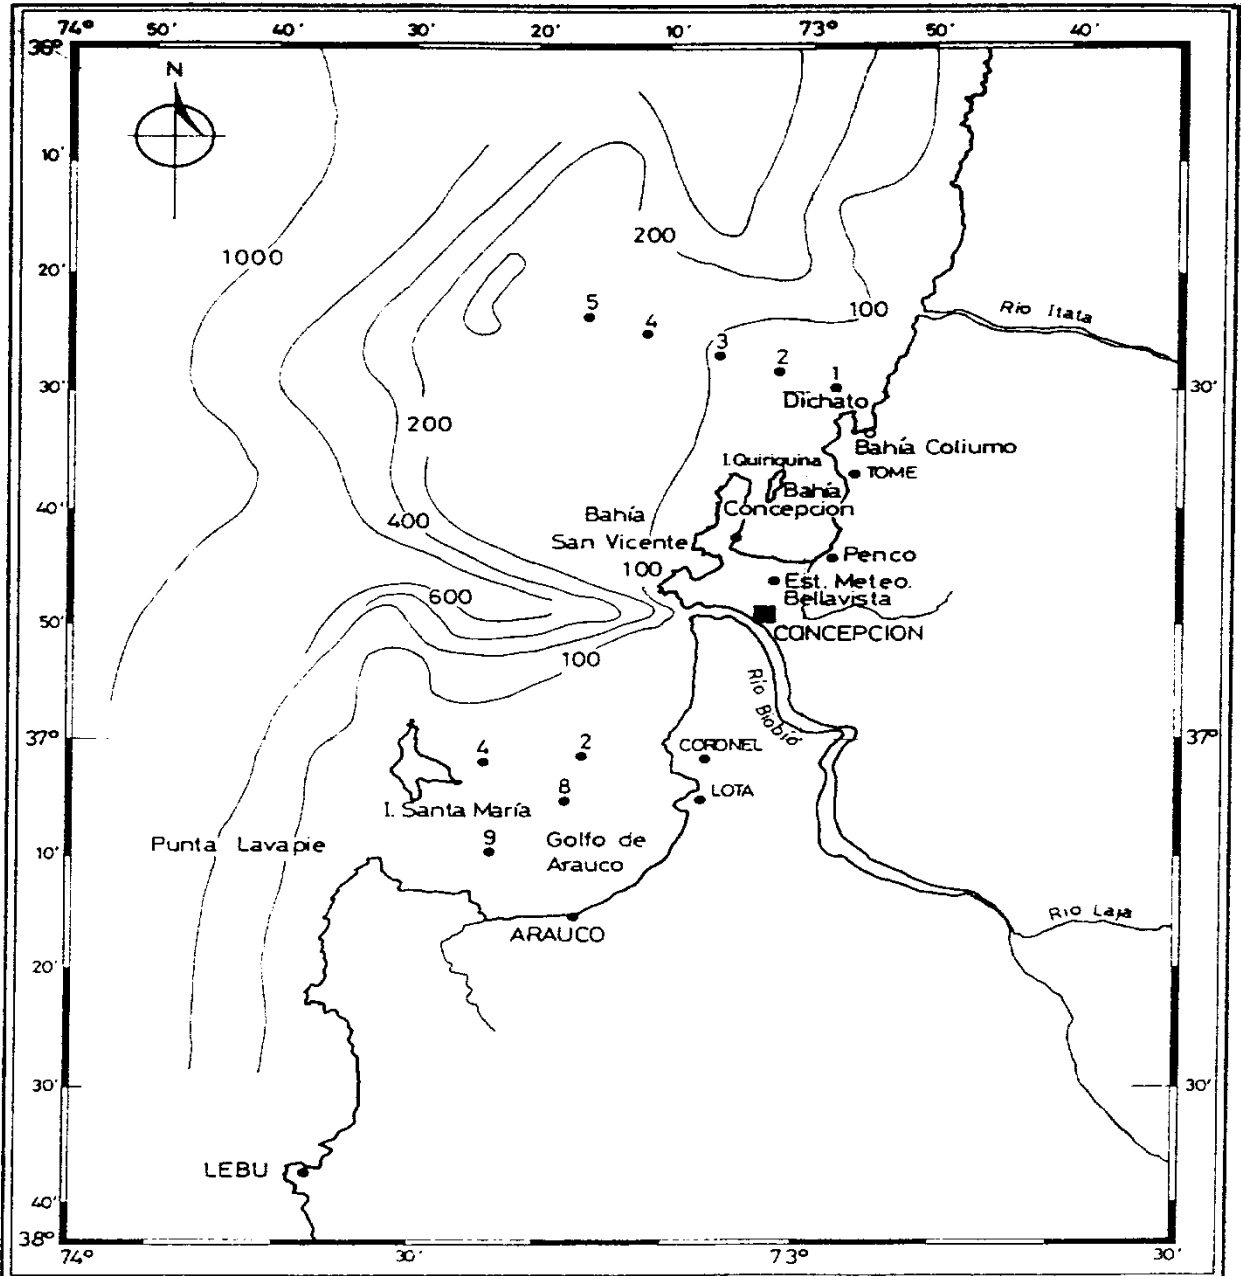 74° 50' 40' 30' 20' 10' 73° 50' 40'
36°
N
10'
200
1000
20'
5
100
Rio Itata
4
3
2
1
30'
30'
Dichato
200
Bahía Coliumo
I. Quiriquina
TOME
Bahía
Concepcion
40'
400
Bahía
San Vicente
Penco
100
Est. Meteo.
Bellavista
600
50'
CONCEPCION
100
Río Biobió
37°
37°
4
2
CORONEL
8
LOTA
I. Santa María
9
Golfo de
Arauco
Punta Lavapie
10'
Rio Laja
ARAUCO
20'
30'
30'
LEBU
40'
38°
74° 30' 73° 30'